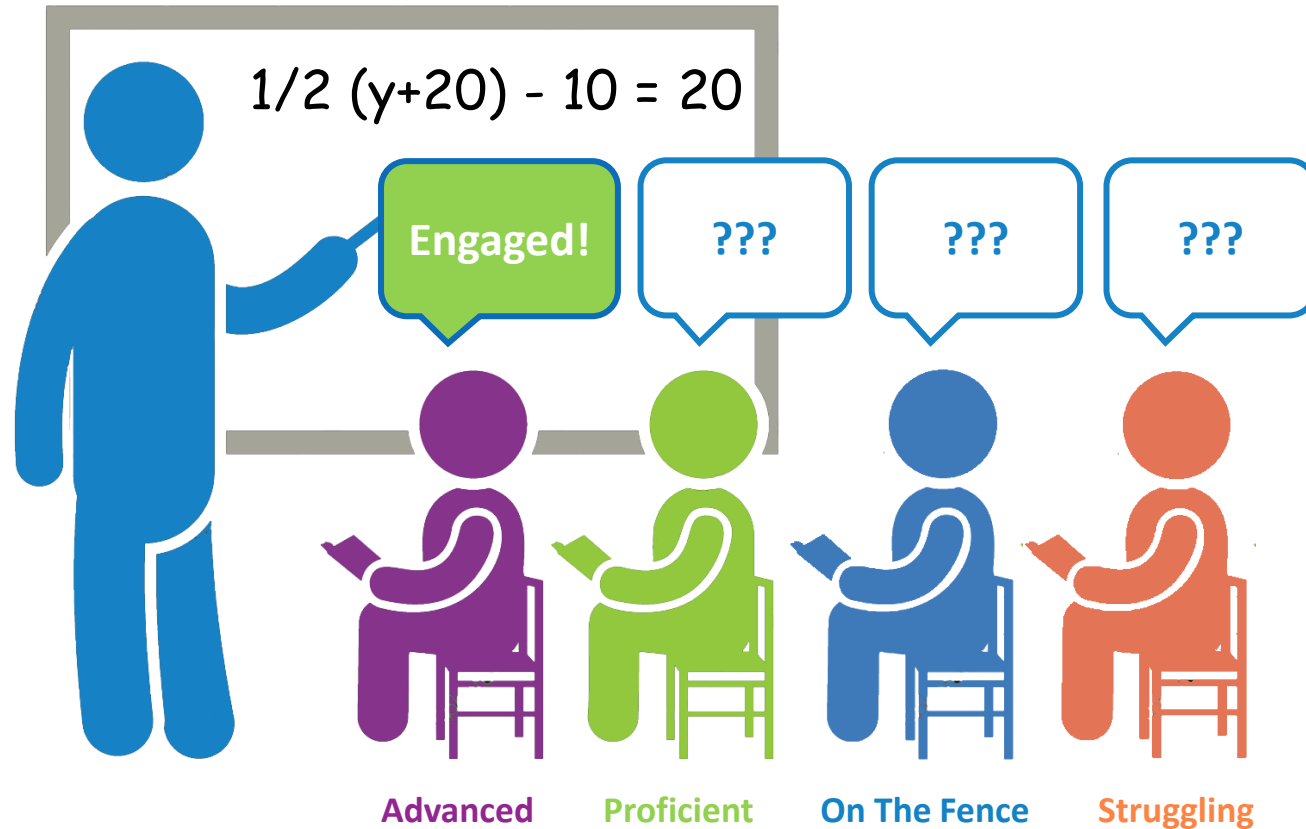 1/2 (y+20) - 10 = 20
Engaged!
???
???
???
Advanced
Proficient
On The Fence
Struggling